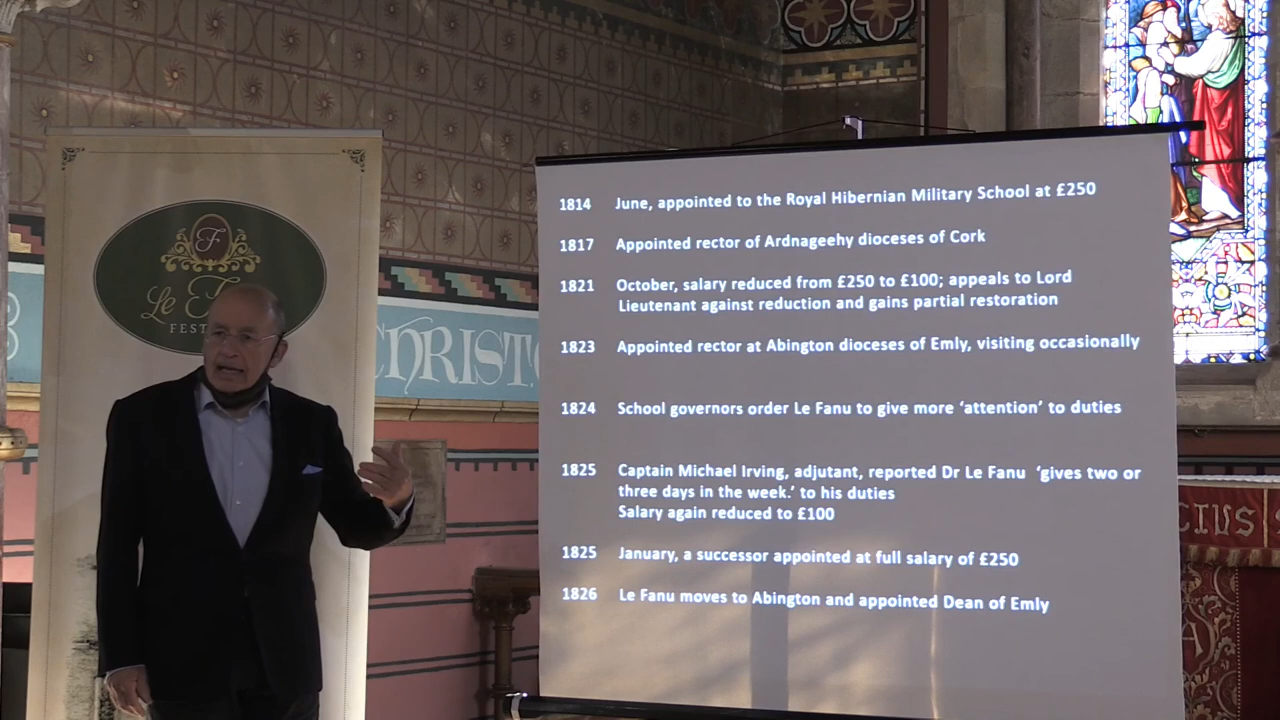 F
Le F
FEST
CHRIST
1814 June, appointed to the Royal Hibernian Military School at £250
1817 Appointed rector of Ardnageehy dioceses of Cork
1821 October, salary reduced from £250 to £100; appeals to Lord
Lieutenant against reduction and gains partial restoration
1823 Appointed rector at Abington dioceses of Emly, visiting occasionally
1824 School governors order Le Fanu to give more ‘attention’ to duties
1825 Captain Michael Irving, adjutant, reported Dr Le Fanu ‘gives two or
three days in the week.’ to his duties
Salary again reduced to £100
1825 January, a successor appointed at full salary of £250
1826 Le Fanu moves to Abington and appointed Dean of Emly
CIUS